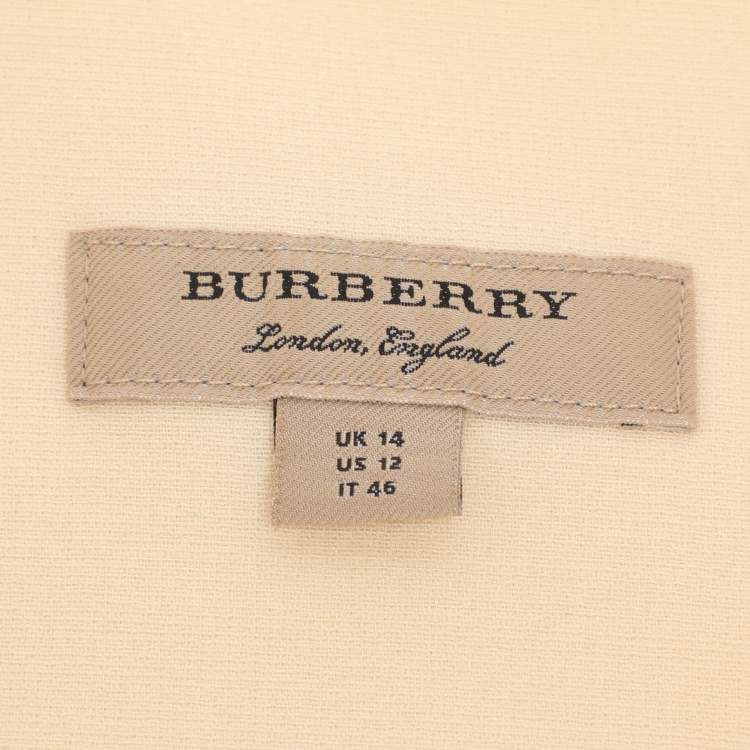 BURBERRY
London, England
UK 14
US 12
IT 46